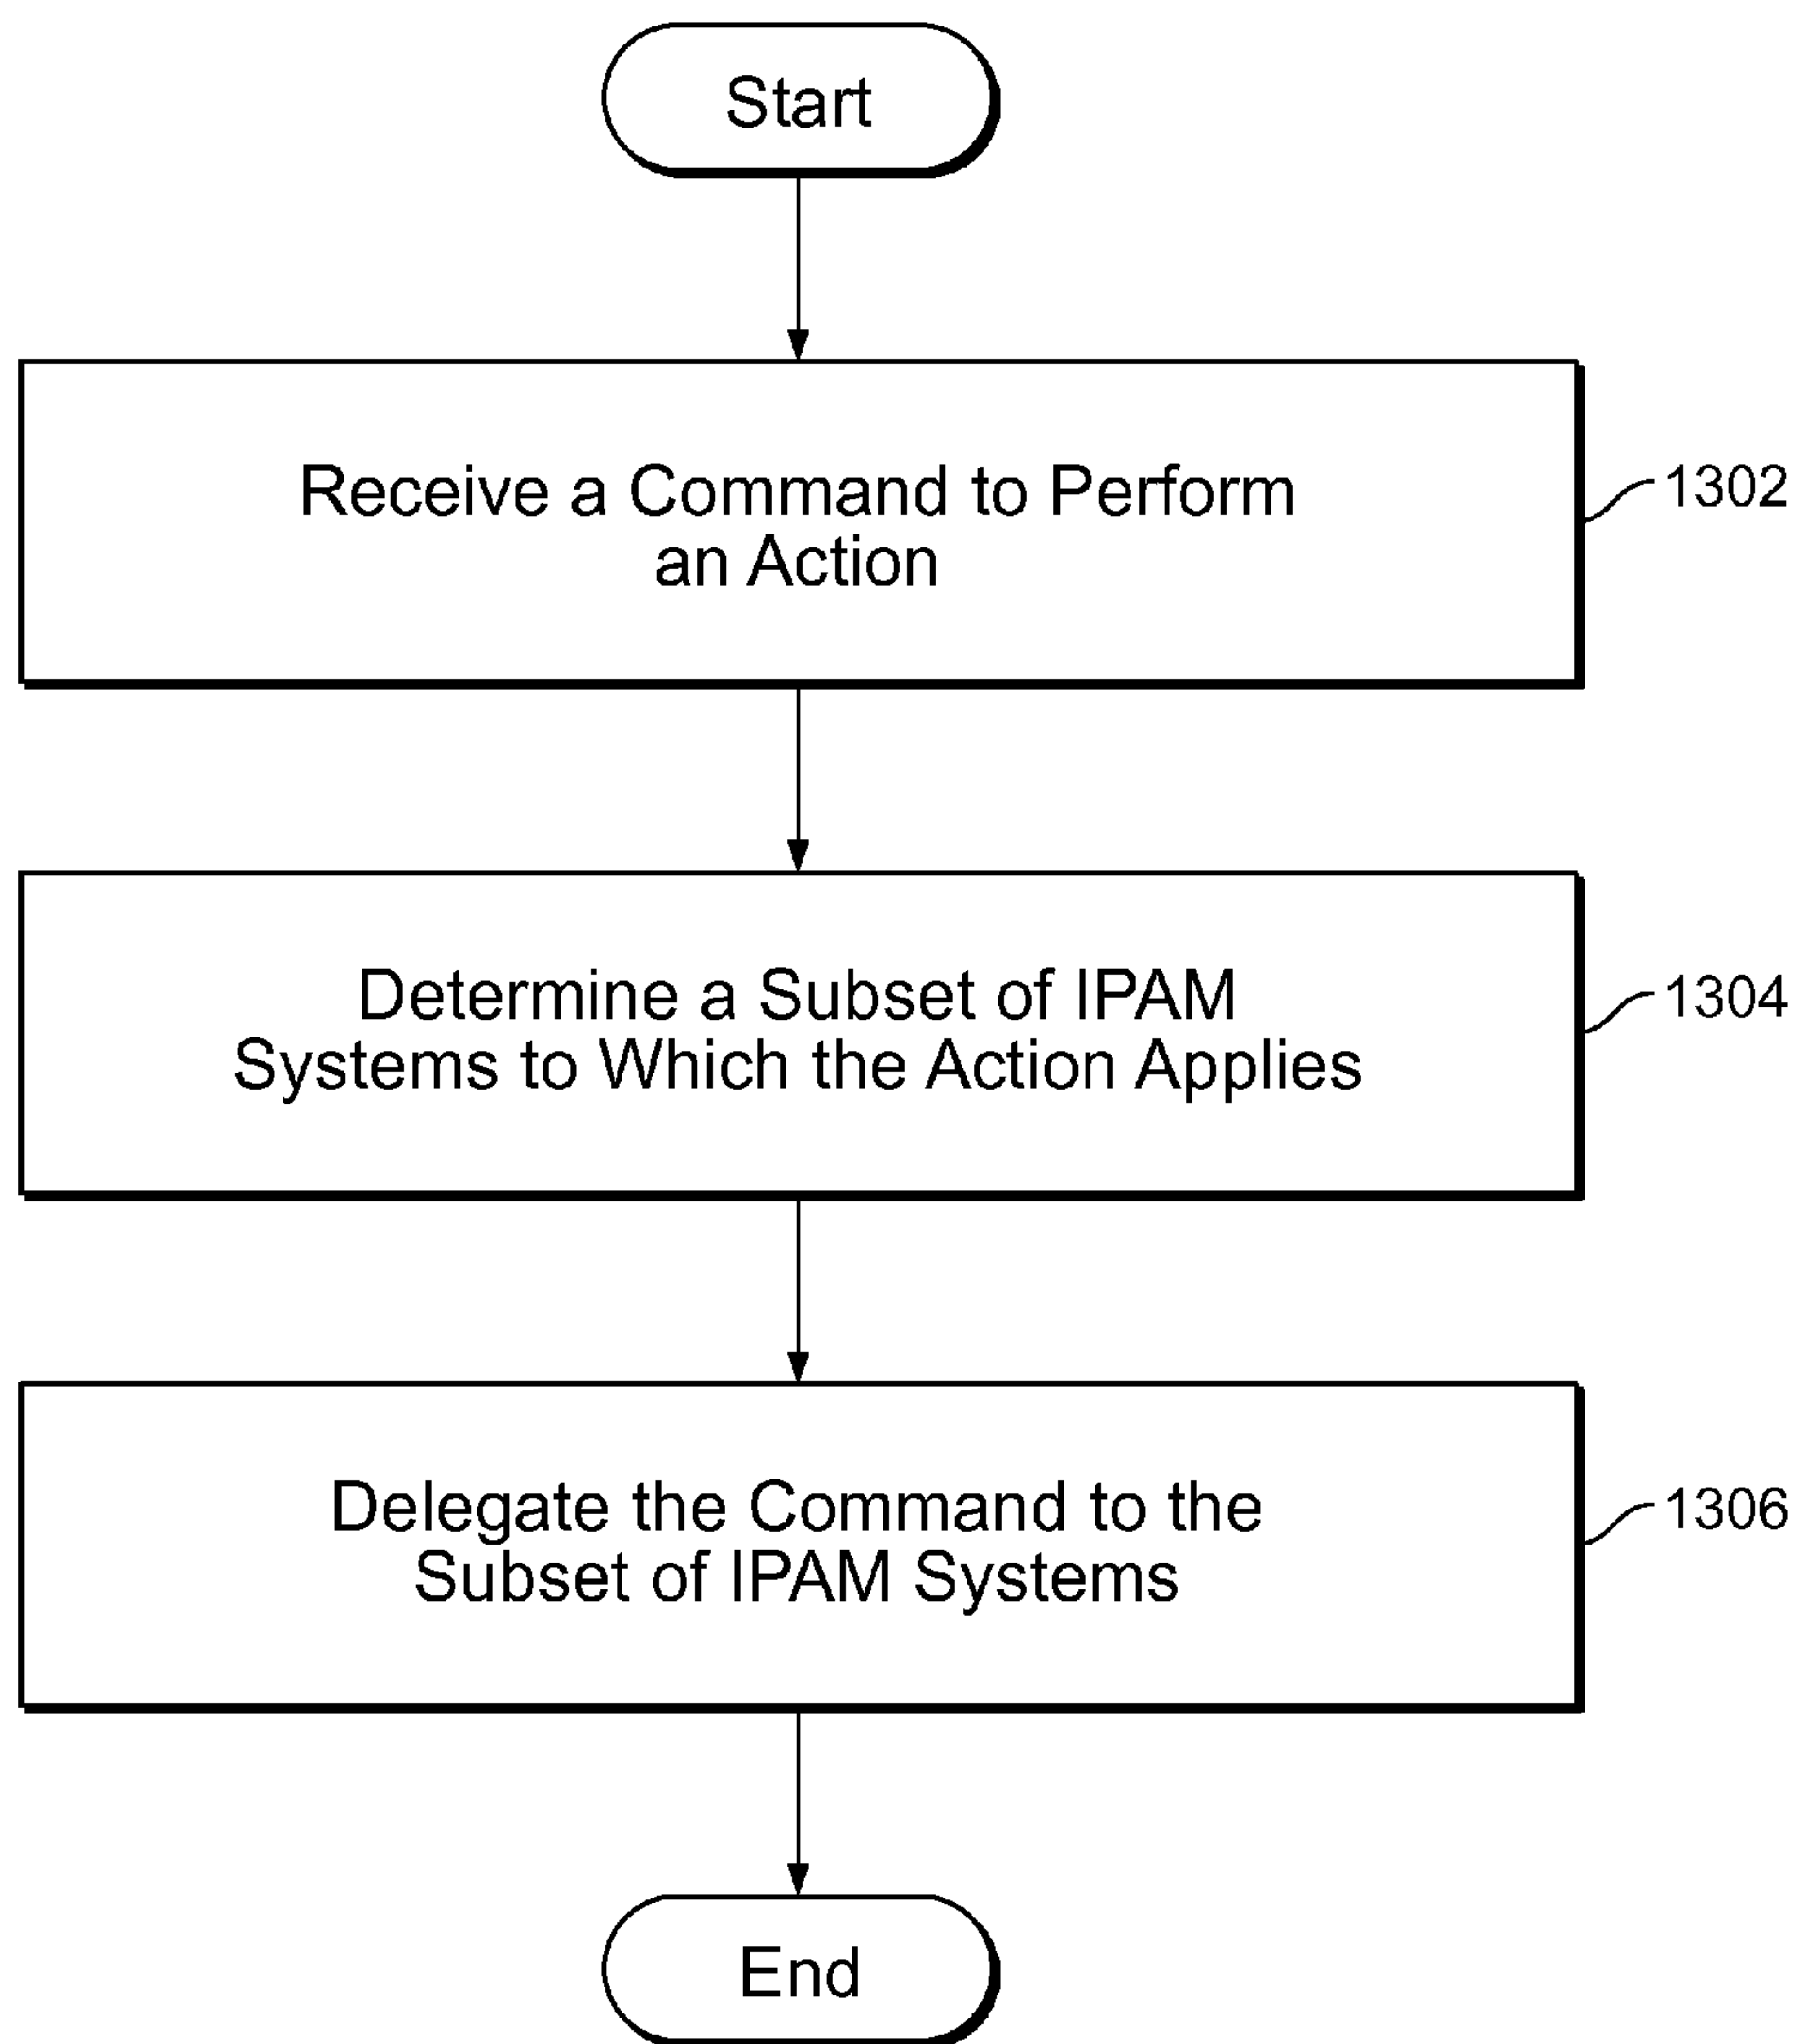 Start
Receive a Command to Perform
an Action
1302
Determine a Subset of IPAM
Systems to Which the Action Applies
1304
Delegate the Command to the
Subset of IPAM Systems
1306
End